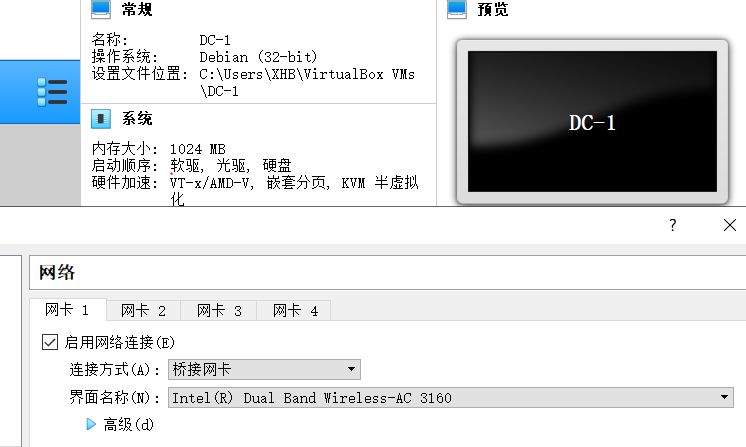 常规
名称: DC-1
操作系统: Debian (32-bit)
设置文件位置: C:\Users\XHB\VirtualBox VMs
\DC-1
系统
内存大小: 1024 MB
启动顺序: 软驱, 光驱, 硬盘
硬件加速: VT-x/AMD-V, 嵌套分页, KVM 半虚拟
化
预览
DC-1
?
网络
网卡 1 网卡 2 网卡 3 网卡 4
启用网络连接(E)
连接方式(A): 桥接网卡
界面名称(N): Intel(R) Dual Band Wireless-AC 3160
高级(d)